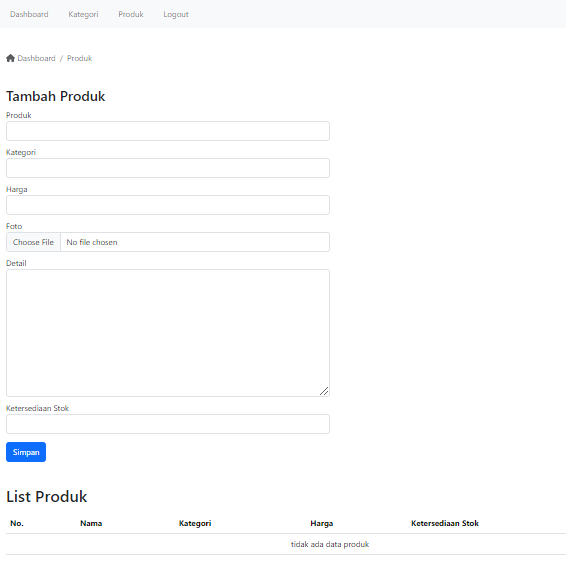 Dashboard Kategori Produk Logout
Dashboard / Produk
Tambah Produk
Produk
Kategori
Harga
Foto
Choose File No file chosen
Detail
Ketersediaan Stok
Simpan
List Produk
No. Nama Kategori Harga Ketersediaan Stok
tidak ada data produk